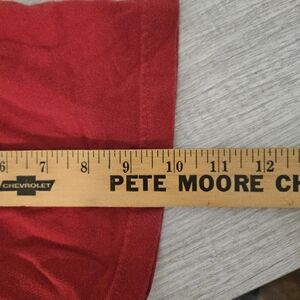 6 7 8 9 10 11 12
CHEVROLET PETE MOORE CH